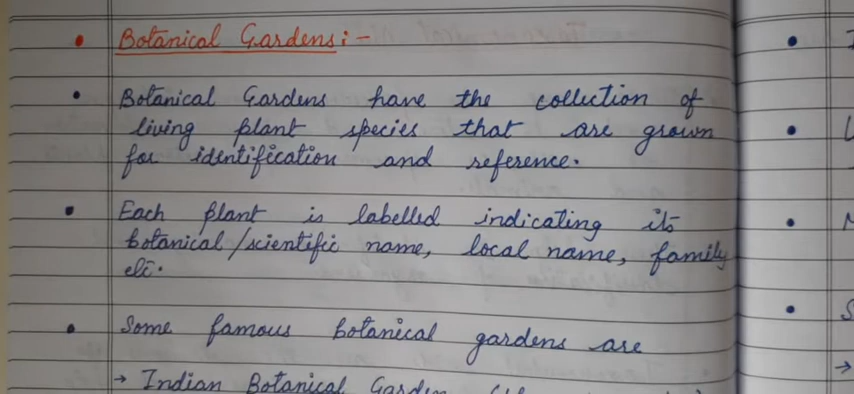 • Botanical Gardens :-
• Botanical Gardens have the collection of
living plant species that are grown
for identification and reference.
• Each plant is labelled indicating its
botanical/scientific name, local name, family
etc.
• Some famous botanical gardens are
→ Indian Botanical Garden